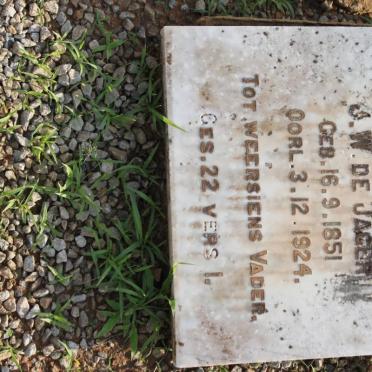 J. W. DE JAGER
GEB. 16. 9. 1851
OORL. 3. 12. 1924.
TOT WEERSIENS VADER.
GES. 22 VERS 1.